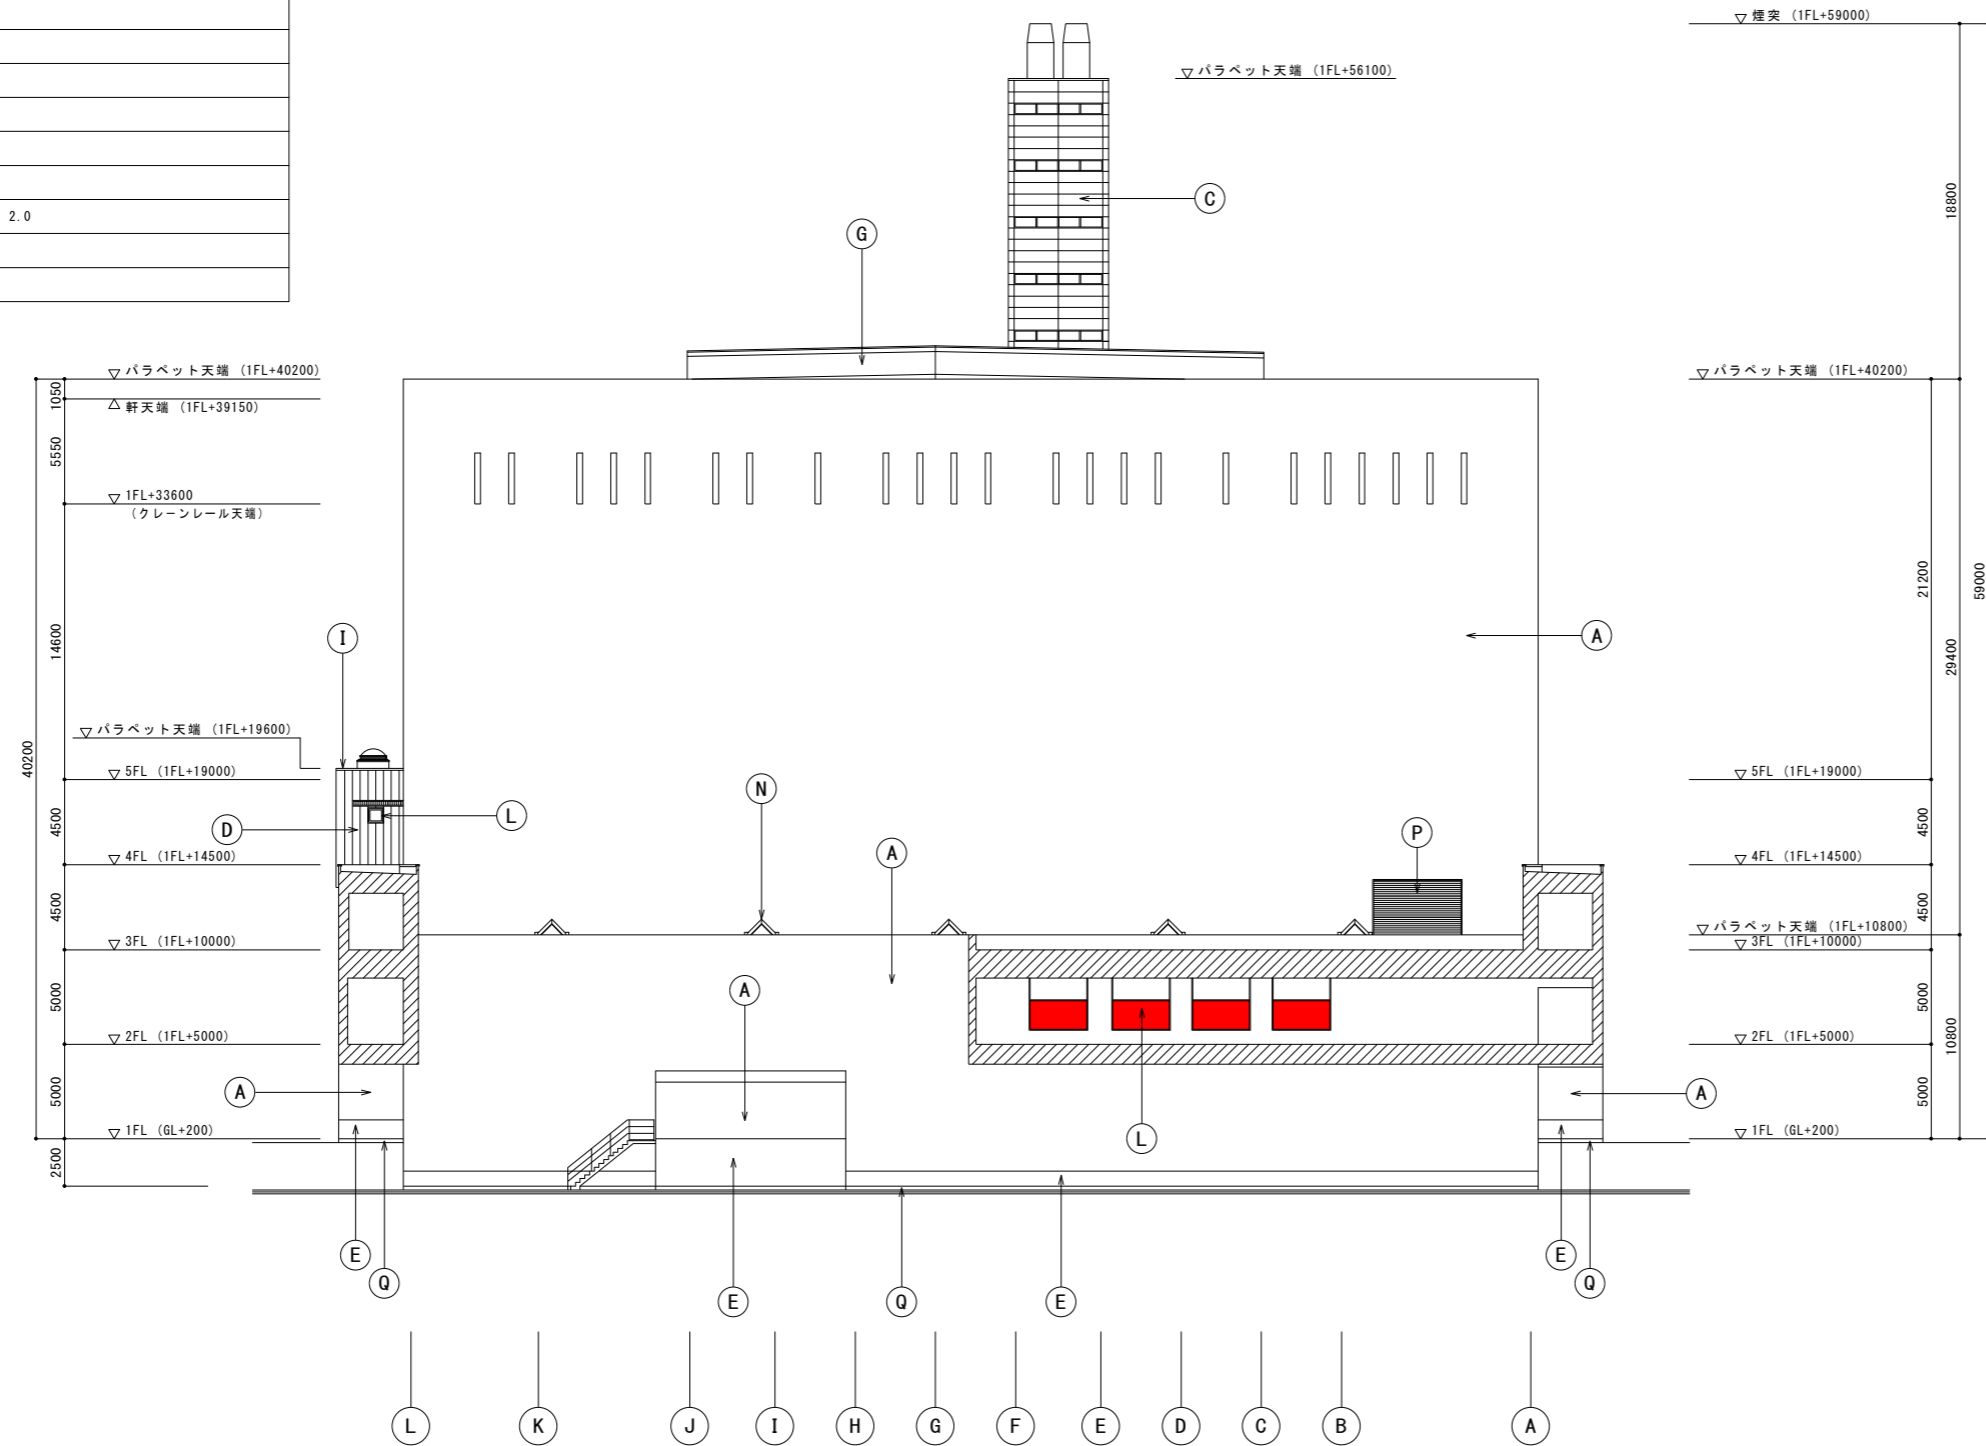 ▽煙突 (1FL+59000)
▽パラペット天端 (1FL+56100)
18800
C
2.0
G
▽パラペット天端 (1FL+40200)
▽パラペット天端 (1FL+40200)
1050
△軒天端 (1FL+39150)
5550
▽1FL+33600
(クレーンレール天端)
21200
59000
14600
I
A
29400
▽パラペット天端 (1FL+19600)
40200
▽5FL (1FL+19000)
▽5FL (1FL+19000)
N
L
D
P
4500
4500
A
▽4FL (1FL+14500)
▽4FL (1FL+14500)
4500
4500
▽パラペット天端 (1FL+10800)
▽3FL (1FL+10000)
▽3FL (1FL+10000)
A
5000
5000
▽2FL (1FL+5000)
▽2FL (1FL+5000)
10800
A
A
5000
5000
▽1FL (GL+200)
L
▽1FL (GL+200)
2500
E
E
Q
Q
E
Q
E
L
K
J
I
H
G
F
E
D
C
B
A